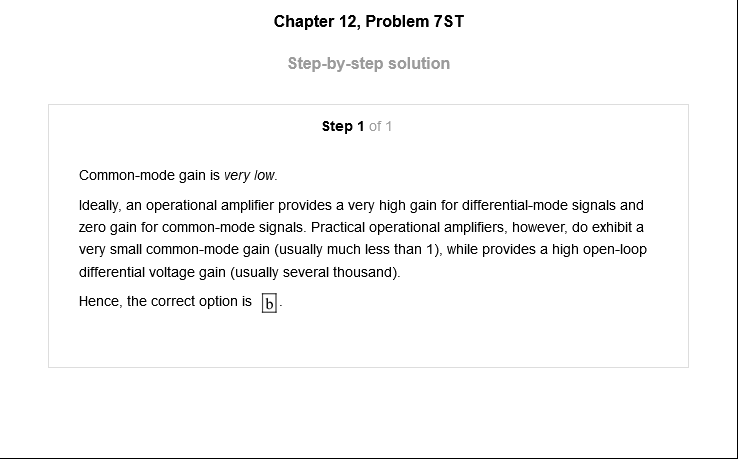 Chapter 12, Problem 7ST
Step-by-step solution
Step 1 of 1
Common-mode gain is very low.
Ideally, an operational amplifier provides a very high gain for differential-mode signals and
zero gain for common-mode signals. Practical operational amplifiers, however, do exhibit a
very small common-mode gain (usually much less than 1), while provides a high open-loop
differential voltage gain (usually several thousand).
Hence, the correct option is b.